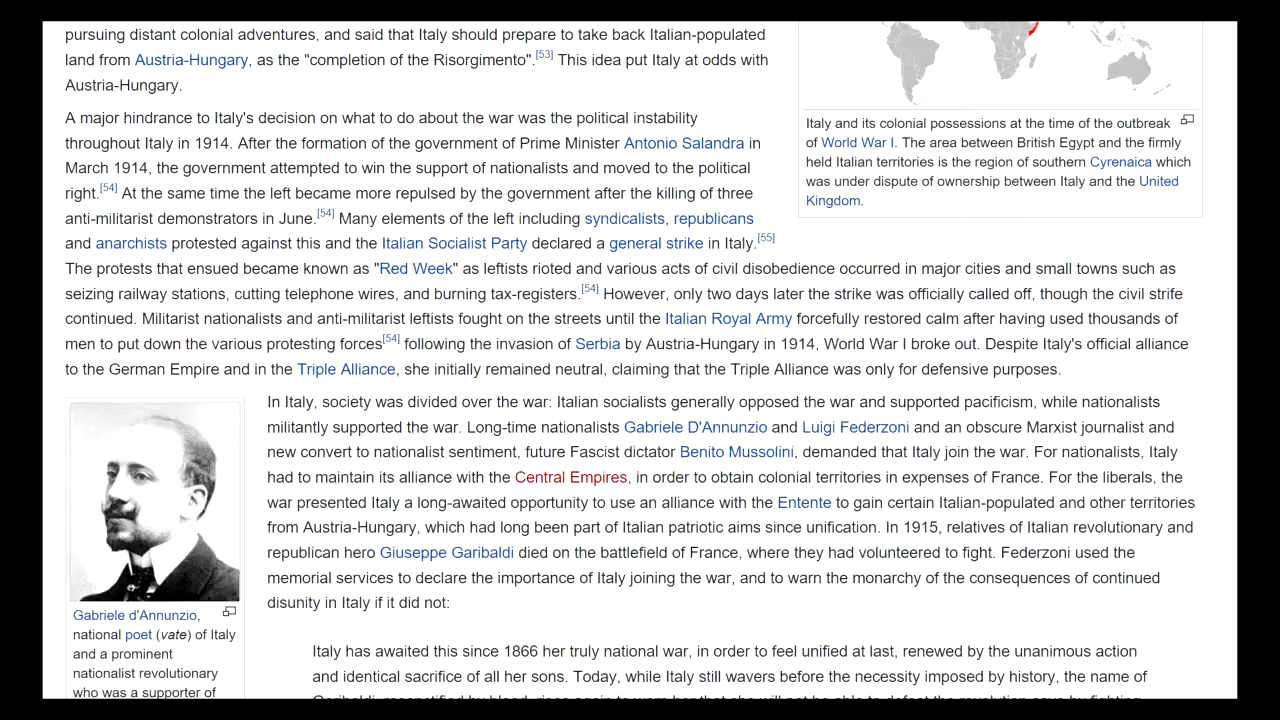 pursuing distant colonial adventures, and said that Italy should prepare to take back Italian-populated
land from Austria-Hungary, as the "completion of the Risorgimento".[53] This idea put Italy at odds with
Austria-Hungary.
A major hindrance to Italy's decision on what to do about the war was the political instability
throughout Italy in 1914. After the formation of the government of Prime Minister Antonio Salandra in
March 1914, the government attempted to win the support of nationalists and moved to the political
right.[54] At the same time the left became more repulsed by the government after the killing of three
anti-militarist demonstrators in June.[54] Many elements of the left including syndicalists, republicans
and anarchists protested against this and the Italian Socialist Party declared a general strike in Italy.[55]
The protests that ensued became known as "Red Week" as leftists rioted and various acts of civil disobedience occurred in major cities and small towns such as
seizing railway stations, cutting telephone wires, and burning tax-registers.[54] However, only two days later the strike was officially called off, though the civil strife
continued. Militarist nationalists and anti-militarist leftists fought on the streets until the Italian Royal Army forcefully restored calm after having used thousands of
men to put down the various protesting forces[54] following the invasion of Serbia by Austria-Hungary in 1914, World War I broke out. Despite Italy's official alliance
to the German Empire and in the Triple Alliance, she initially remained neutral, claiming that the Triple Alliance was only for defensive purposes.
Italy and its colonial possessions at the time of the outbreak
of World War I. The area between British Egypt and the firmly
held Italian territories is the region of southern Cyrenaica which
was under dispute of ownership between Italy and the United
Kingdom.
In Italy, society was divided over the war: Italian socialists generally opposed the war and supported pacificism, while nationalists
militantly supported the war. Long-time nationalists Gabriele D'Annunzio and Luigi Federzoni and an obscure Marxist journalist and
new convert to nationalist sentiment, future Fascist dictator Benito Mussolini, demanded that Italy join the war. For nationalists, Italy
had to maintain its alliance with the Central Empires, in order to obtain colonial territories in expenses of France. For the liberals, the
war presented Italy a long-awaited opportunity to use an alliance with the Entente to gain certain Italian-populated and other territories
from Austria-Hungary, which had long been part of Italian patriotic aims since unification. In 1915, relatives of Italian revolutionary and
republican hero Giuseppe Garibaldi died on the battlefield of France, where they had volunteered to fight. Federzoni used the
memorial services to declare the importance of Italy joining the war, and to warn the monarchy of the consequences of continued
disunity in Italy if it did not:
Gabriele d'Annunzio,
national poet (vate) of Italy
and a prominent
nationalist revolutionary
who was a supporter of
Italy has awaited this since 1866 her truly national war, in order to feel unified at last, renewed by the unanimous action
and identical sacrifice of all her sons. Today, while Italy still wavers before the necessity imposed by history, the name of